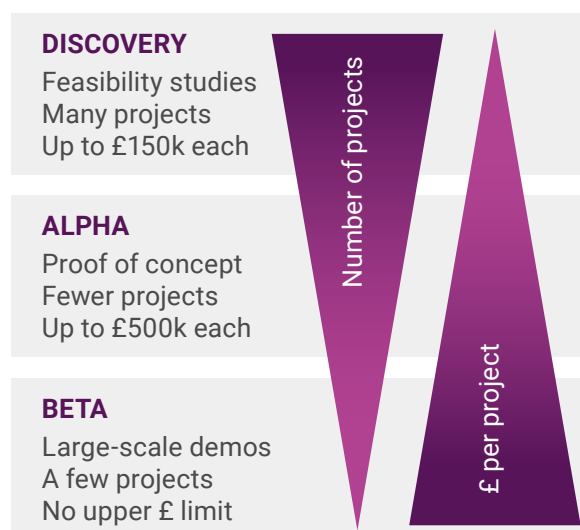 DISCOVERY
Feasibility studies
Many projects
Up to £150k each
ALPHA
Proof of concept
Fewer projects
Up to £500k each
BETA
Large-scale demos
A few projects
No upper £ limit
Number of projects
£ per project